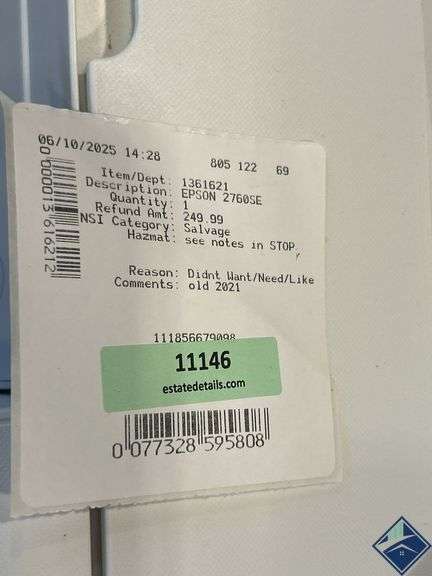 06/10/2025 14:28 805 122 69
Item/Dept: 1361621
Description: EPSON 2760SE
Quantity: 1
Refund Amt: 249.99
NSI Category: Salvage
Hazmat: see notes in STOP.
Reason: Didnt Want/Need/Like
Comments: old 2021
0 000013 616212
111856679098
11146
estatedetails.com
0 077328 595808